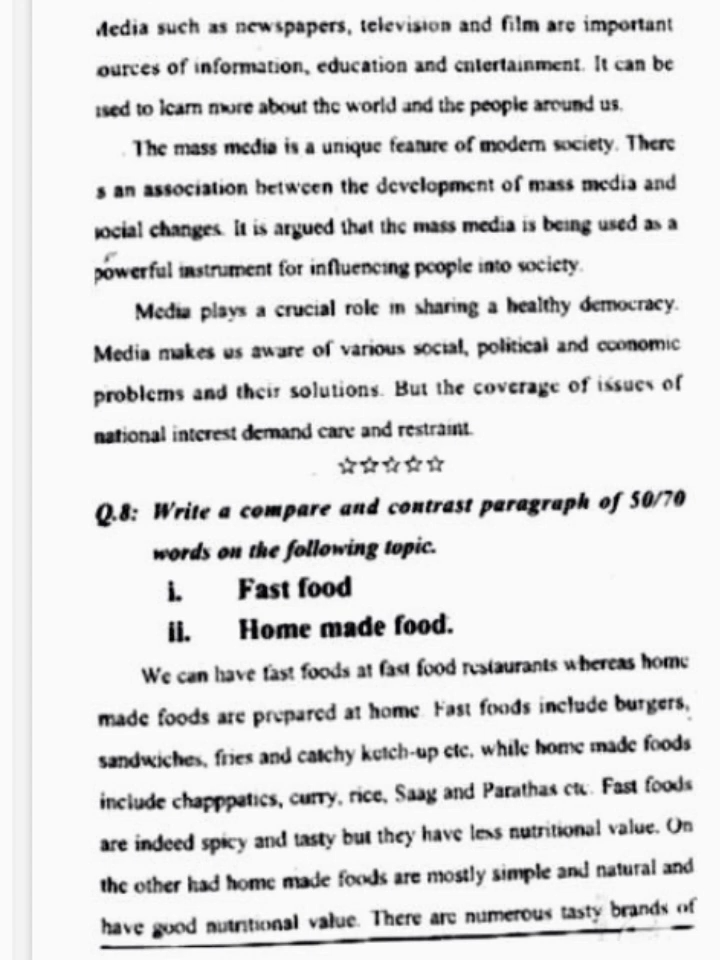 Media such as newspapers, television and film are important
ources of information, education and entertainment. It can be
used to learn more about the world and the people around us.
The mass media is a unique feature of modern society. There
s an association between the development of mass media and
social changes. It is argued that the mass media is being used as a
powerful instrument for influencing people into society.
Media plays a crucial role in sharing a healthy democracy.
Media makes us aware of various social, political and economic
problems and their solutions. But the coverage of issues of
national interest demand care and restraint.
☆☆☆☆☆
Q.8: Write a compare and contrast paragraph of 50/70
words on the following topic.
i. Fast food
ii. Home made food.
We can have fast foods at fast food restaurants whereas home
made foods are prepared at home. Fast foods include burgers,
sandwiches, fries and catchy ketch-up etc. while home made foods
include chapppatics, curry, rice, Saag and Parathas etc. Fast foods
are indeed spicy and tasty but they have less nutritional value. On
the other had home made foods are mostly simple and natural and
have good nutritional value. There are numerous tasty brands of